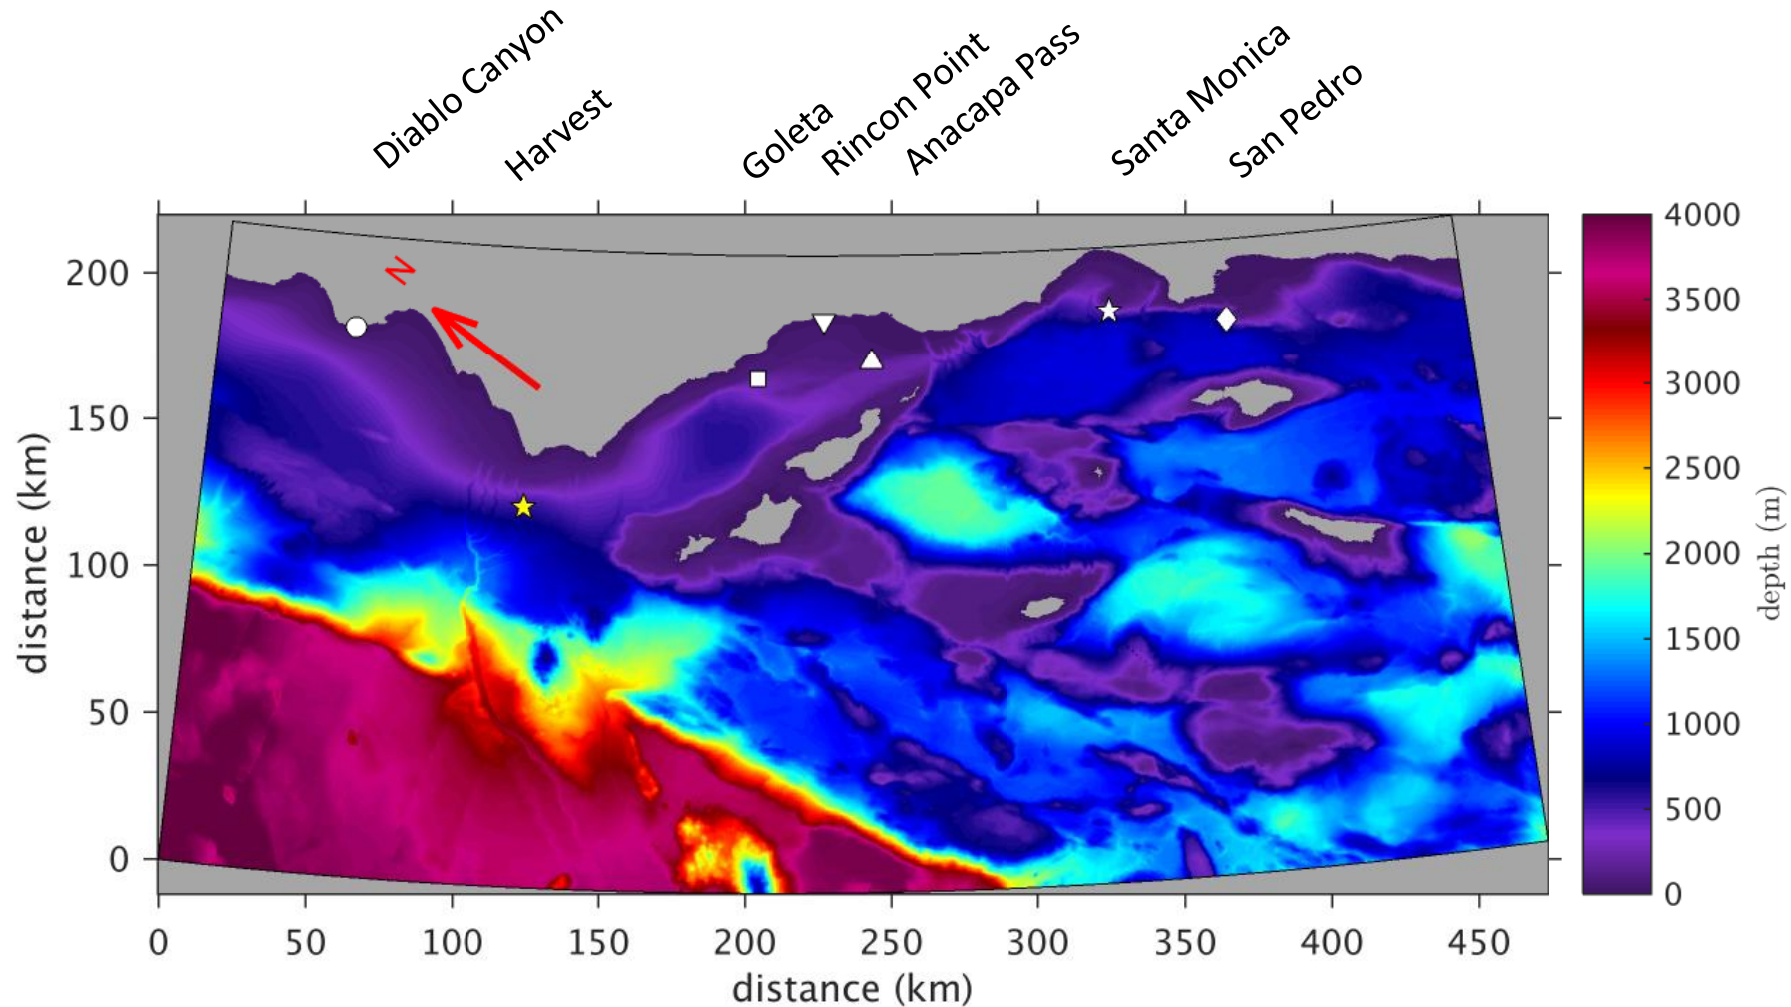 Diablo Canyon
Harvest
Goleta
Rincon Point
Anacapa Pass
Santa Monica
San Pedro
N
200
150
100
50
0
distance (km)
0 50 100 150 200 250 300 350 400 450
distance (km)
4000
3500
3000
2500
2000
1500
1000
500
0
depth (m)